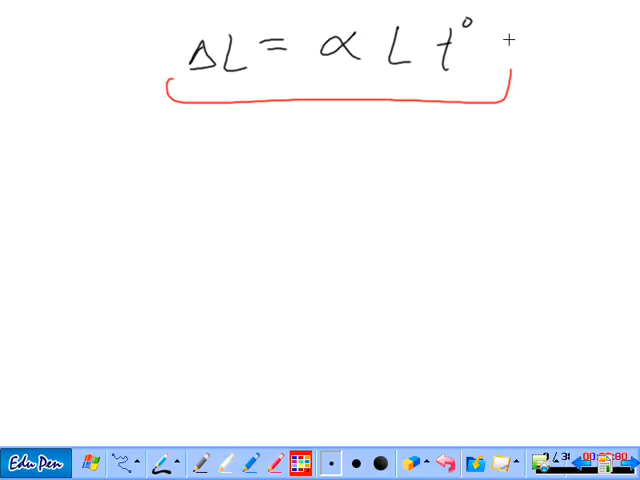 ΔL = α L t°
Edu Pen